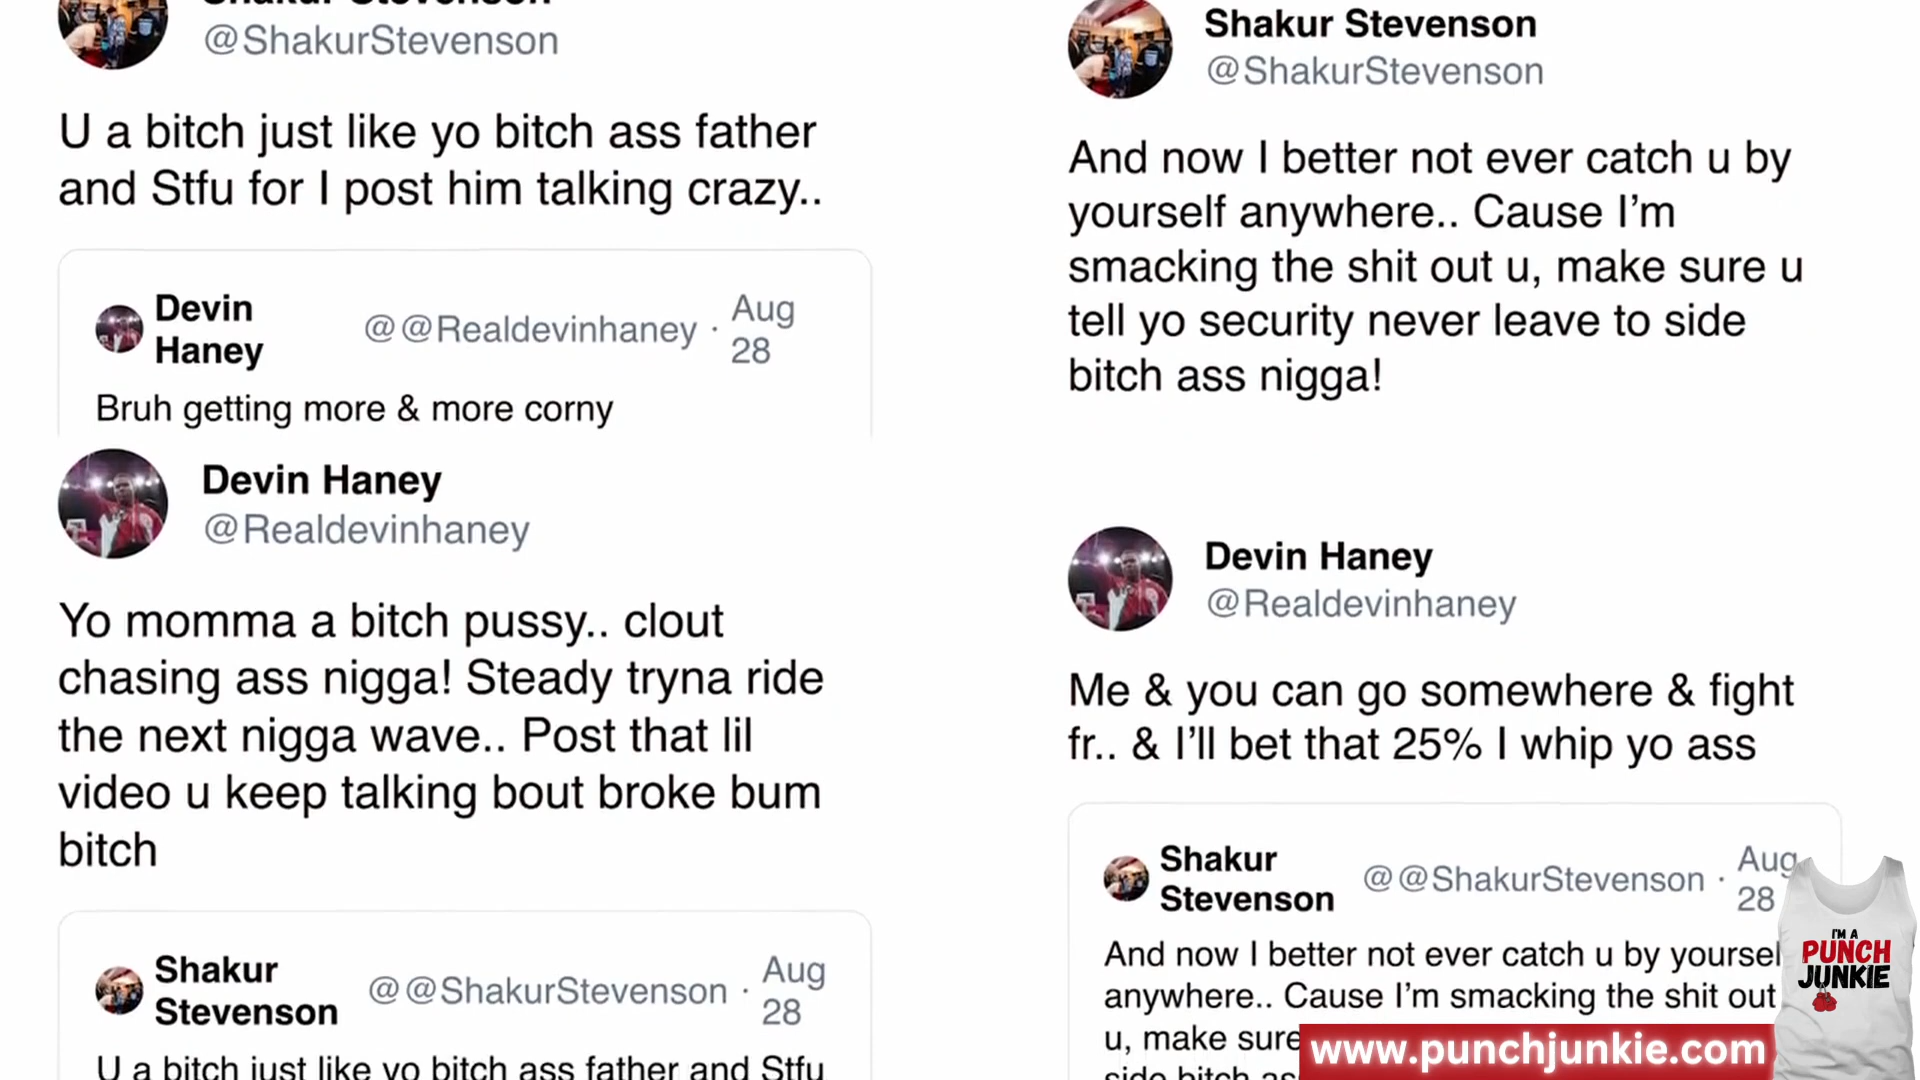 Shakur Stevenson
@ShakurStevenson
U a bitch just like yo bitch ass father
and Stfu for I post him talking crazy..
Devin
Haney
@@Realdevinhaney · Aug
28
Bruh getting more & more corny
Devin Haney
@Realdevinhaney
Yo momma a bitch pussy.. clout
chasing ass nigga! Steady tryna ride
the next nigga wave.. Post that lil
video u keep talking bout broke bum
bitch
Shakur
Stevenson
@@ShakurStevenson · Aug
28
U a bitch just like yo bitch ass father and Stfu
Shakur Stevenson
@ShakurStevenson
And now I better not ever catch u by
yourself anywhere.. Cause I'm
smacking the shit out u, make sure u
tell yo security never leave to side
bitch ass nigga!
Devin Haney
@Realdevinhaney
Me & you can go somewhere & fight
fr.. & I'll bet that 25% I whip yo ass
Shakur
Stevenson
@@ShakurStevenson · Aug
28
And now I better not ever catch u by yoursel
anywhere.. Cause I'm smacking the shit out
u, make sure
side bitch as
I'M A
PUNCH
JUNKIE
www.punchjunkie.com